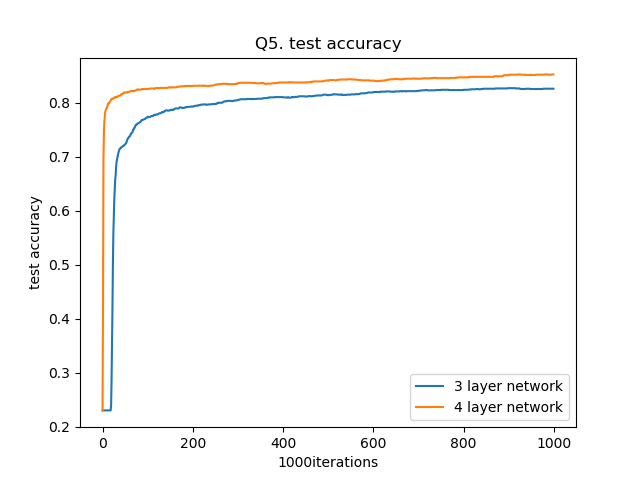 Q5. test accuracy
test accuracy
0.8
0.7
0.6
0.5
0.4
0.3
0.2
0
200
400
600
800
1000
1000iterations
3 layer network
4 layer network